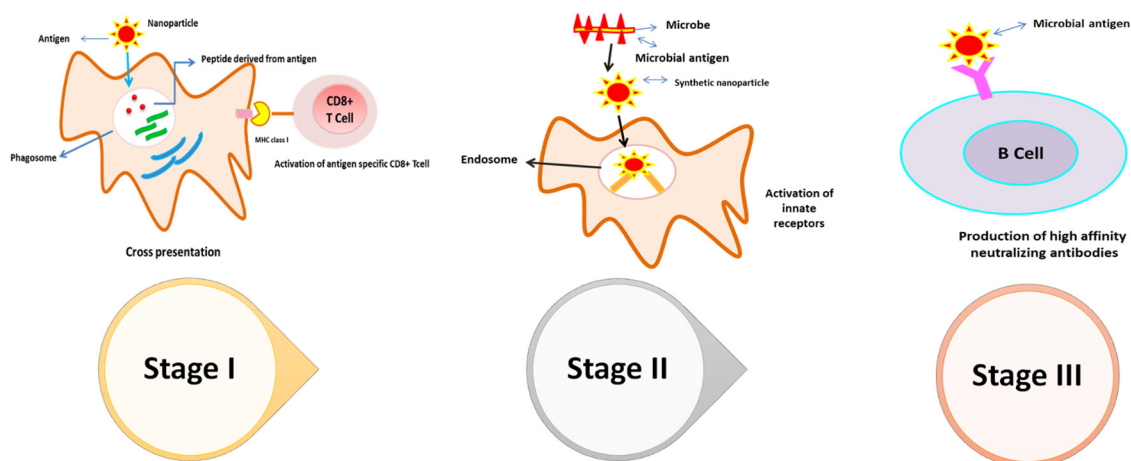 Nanoparticle
Antigen
Peptide derived from antigen
CD8+
T Cell
MHC class I
Phagosome
Activation of antigen specific CD8+ Tcell
Cross presentation
Stage I
Microbe
Microbial antigen
Synthetic nanoparticle
Endosome
Activation of
innate
receptors
Stage II
Microbial antigen
B Cell
Production of high affinity
neutralizing antibodies
Stage III